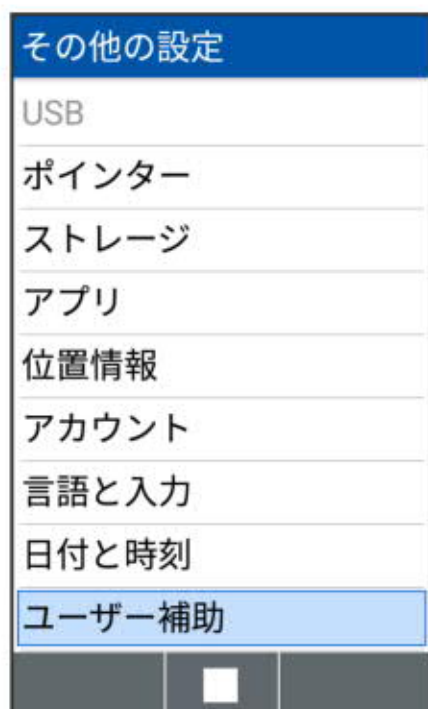 その他の設定
USB
ポインター
ストレージ
アプリ
位置情報
アカウント
言語と入力
日付と時刻
ユーザー補助